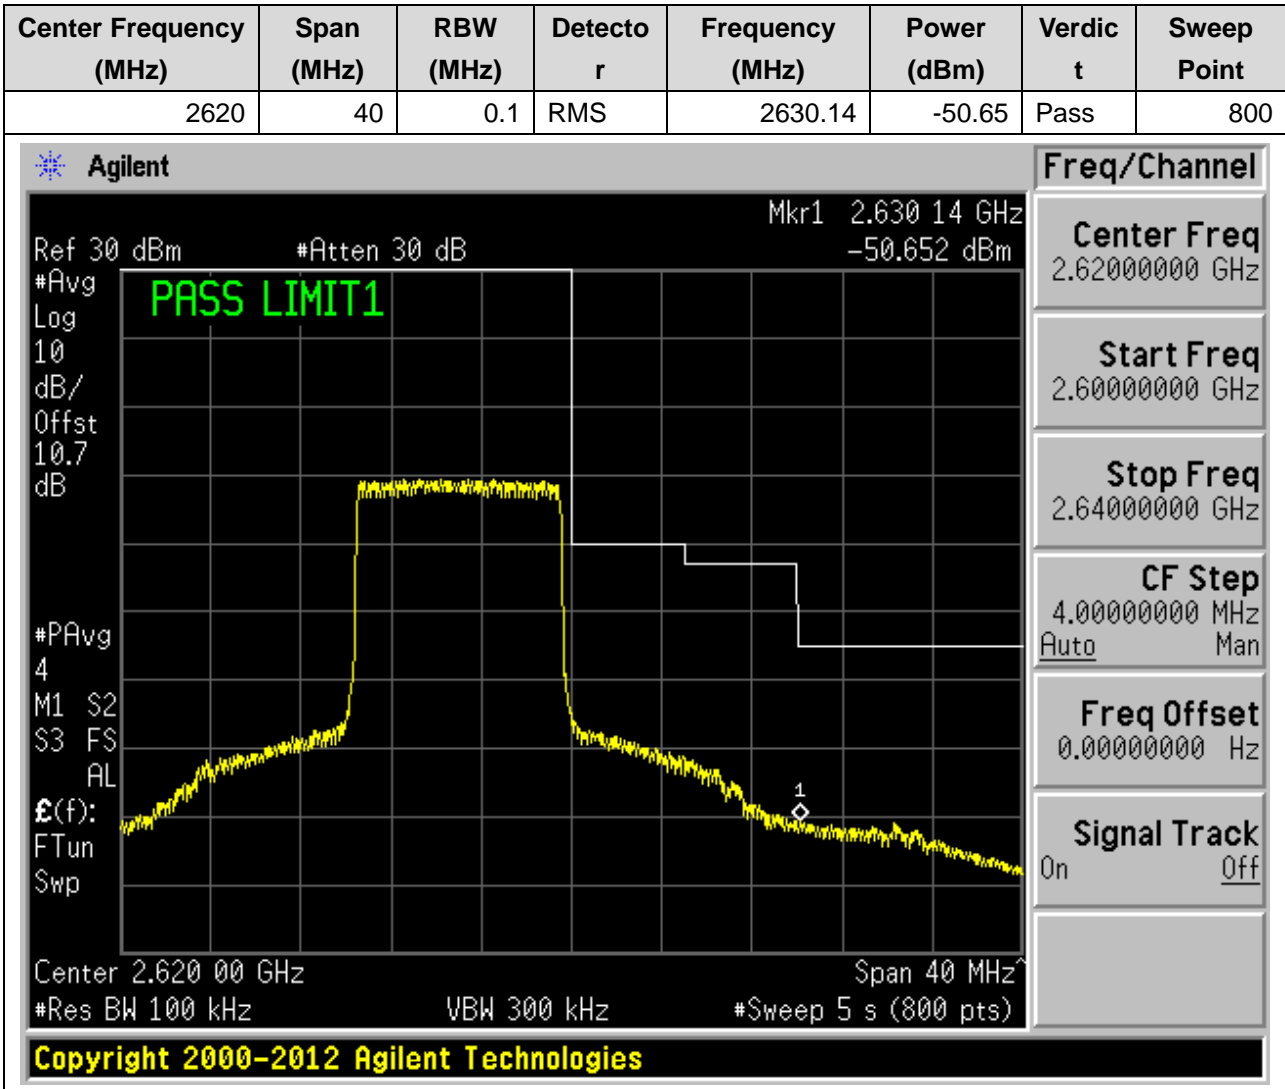 Center Frequency Span RBW Detecto Frequency Power Verdic Sweep
(MHz) (MHz) (MHz) r (MHz) (dBm) t Point
2620 40 0.1 RMS 2630.14 -50.65 Pass 800
Agilent
Freq/Channel
Mkr1 2.630 14 GHz
Ref 30 dBm #Atten 30 dB -50.652 dBm
#Avg
Log
10
dB/
Offst
10.7
dB
#PAvg
4
M1 S2
S3 FS
AL
£(f):
FTun
Swp
PASS LIMIT1
1
Center 2.620 00 GHz Span 40 MHz^
#Res BW 100 kHz VBW 300 kHz #Sweep 5 s (800 pts)
Center Freq
2.62000000 GHz
Start Freq
2.60000000 GHz
Stop Freq
2.64000000 GHz
CF Step
4.00000000 MHz
Auto Man
Freq Offset
0.00000000 Hz
Signal Track
On Off
Copyright 2000-2012 Agilent Technologies